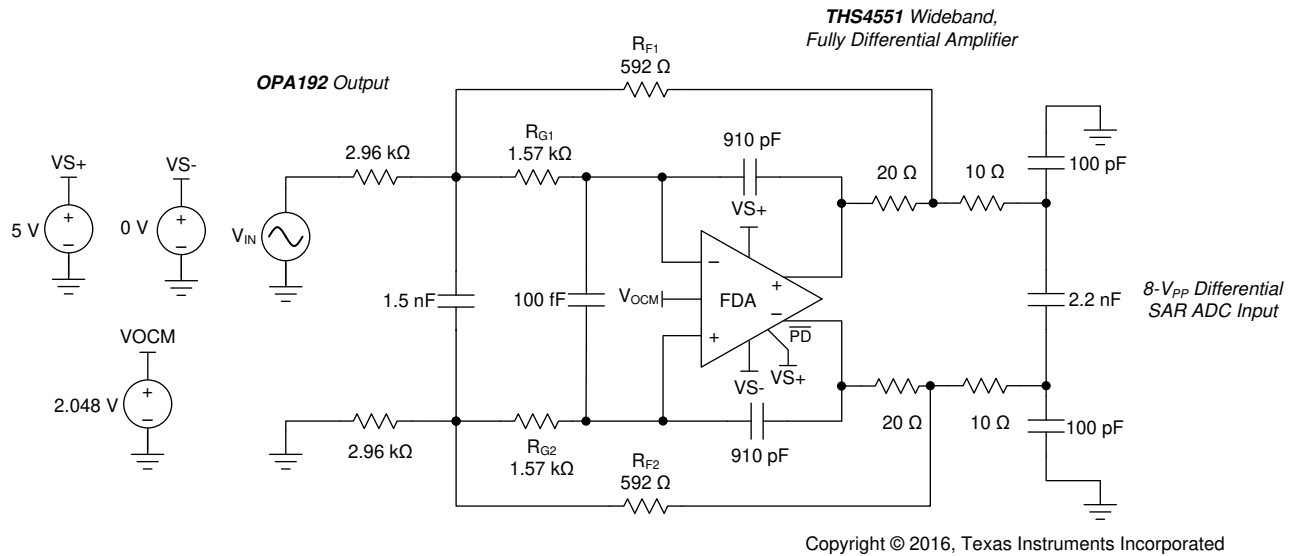 THS4551 Wideband,
Fully Differential Amplifier
RF1
592 Ω
OPA192 Output
RG1
1.57 kΩ
2.96 kΩ
910 pF
VS+
20 Ω
10 Ω
100 pF
VS+
VS-
5 V
0 V
VIN
+
−
+
−
1.5 nF
100 fF
VOCM
−
+
FDA
+
−
PD
VS-
VS+
2.2 nF
8-VPP Differential
SAR ADC Input
VOCM
2.048 V
+
−
2.96 kΩ
RG2
1.57 kΩ
910 pF
20 Ω
10 Ω
100 pF
RF2
592 Ω
Copyright © 2016, Texas Instruments Incorporated